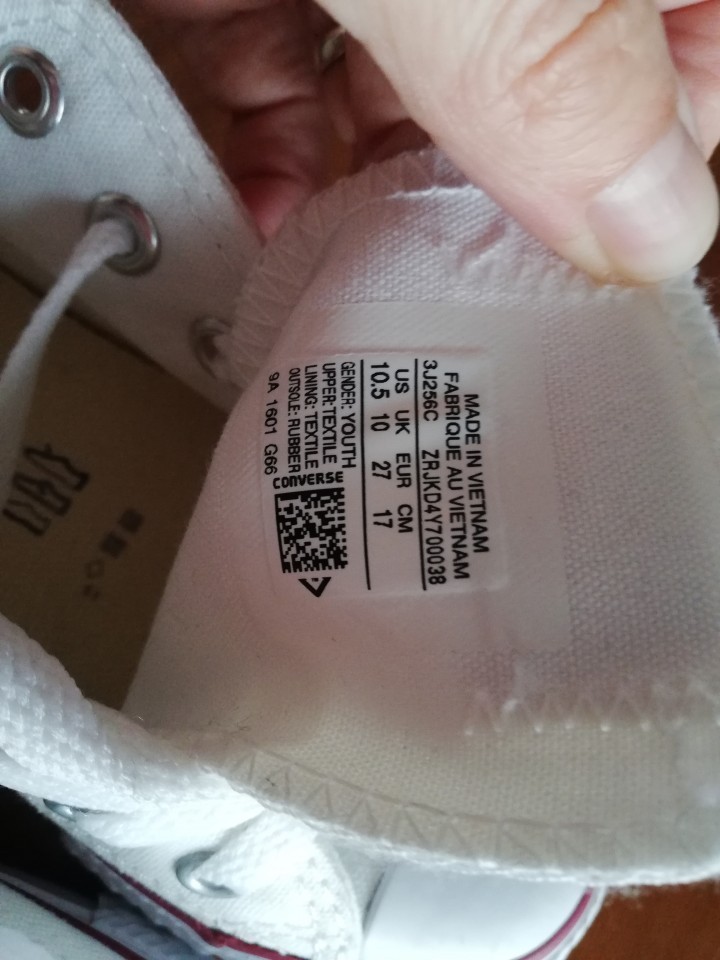 MADE IN VIETNAM
FABRIQUE AU VIETNAM
3J256C ZRJKD4Y700038
US UK EUR CM
10.5 10 27 17
GENDER: YOUTH
UPPER: TEXTILE
LINING: TEXTILE
OUTSOLE: RUBBER
9A 1601 G66
CONVERSE